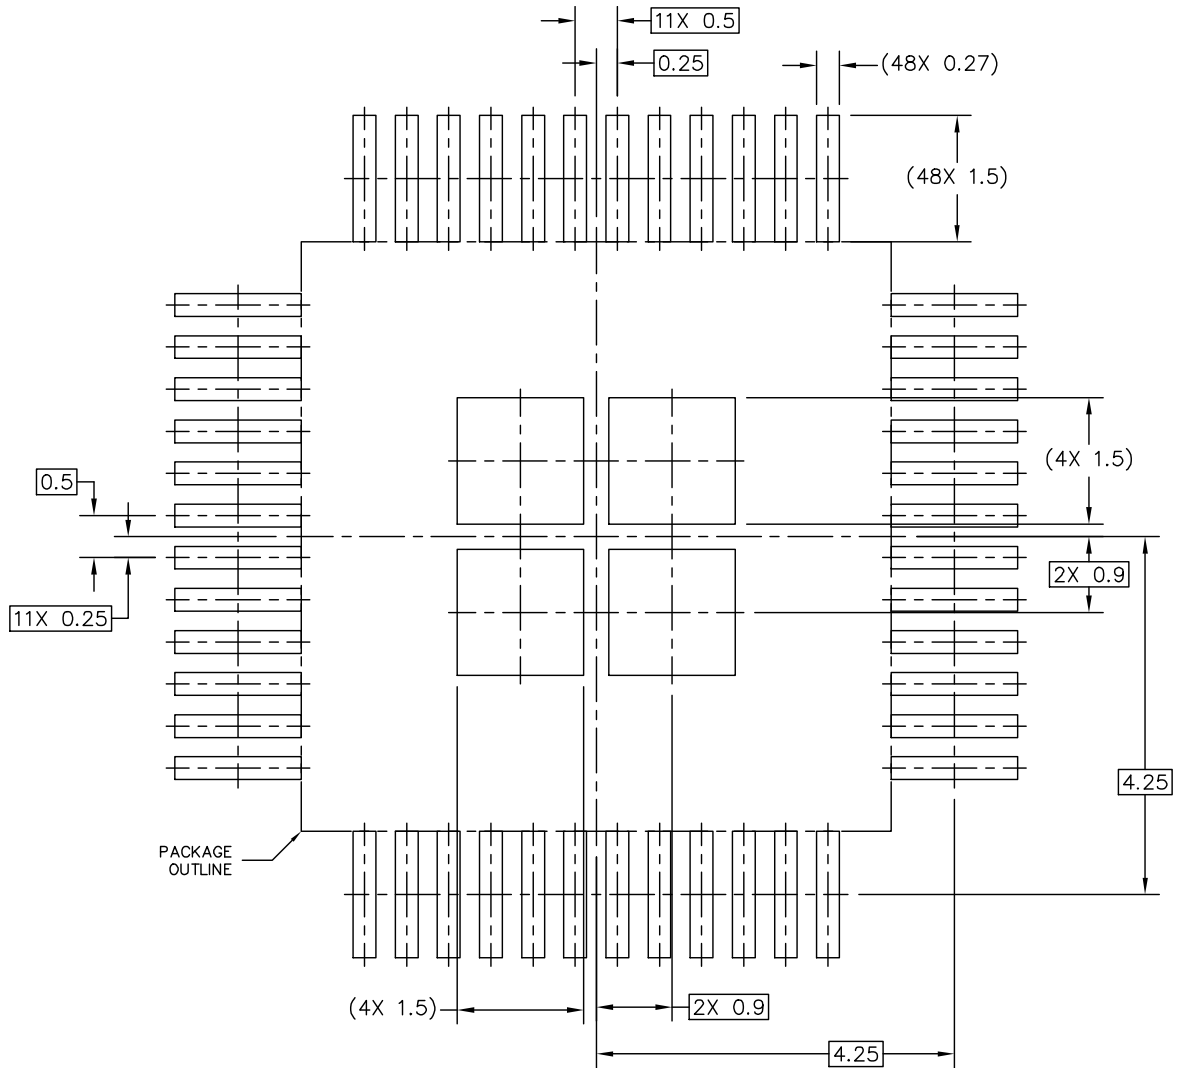 11X 0.5
0.25
(48X 0.27)
(48X 1.5)
(4X 1.5)
0.5
2X 0.9
11X 0.25
4.25
PACKAGE
OUTLINE
(4X 1.5)
2X 0.9
4.25